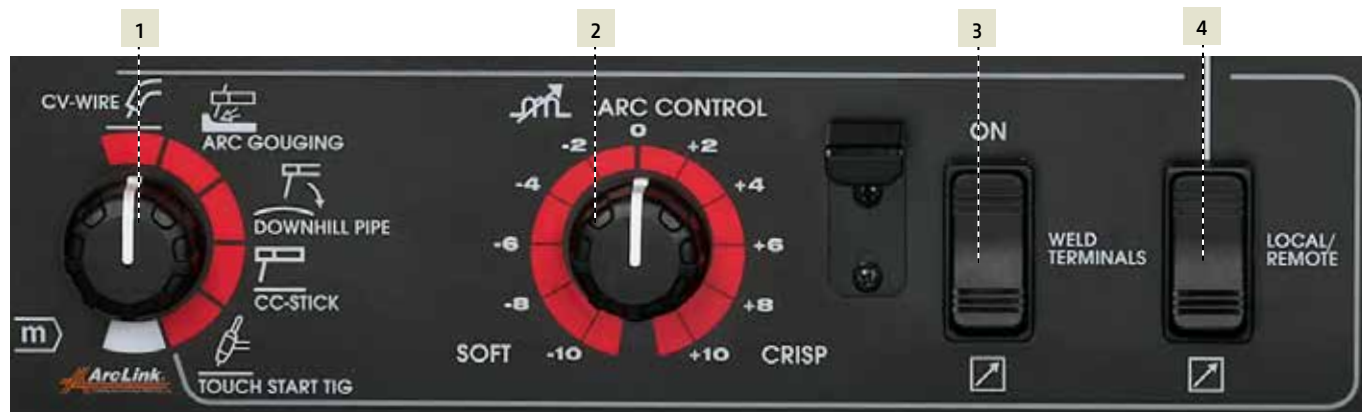 1
2
3
4
CV-WIRE
ARC GOUGING
DOWNHILL PIPE
CC-STICK
TOUCH START TIG
m
ArcLink
ARC CONTROL
0
-2
+2
-4
+4
-6
+6
-8
+8
-10
+10
SOFT
CRISP
ON
WELD
TERMINALS
LOCAL/
REMOTE